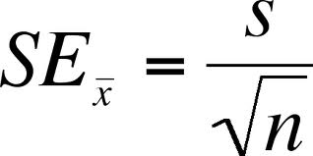 SE_x̄ = s/√n